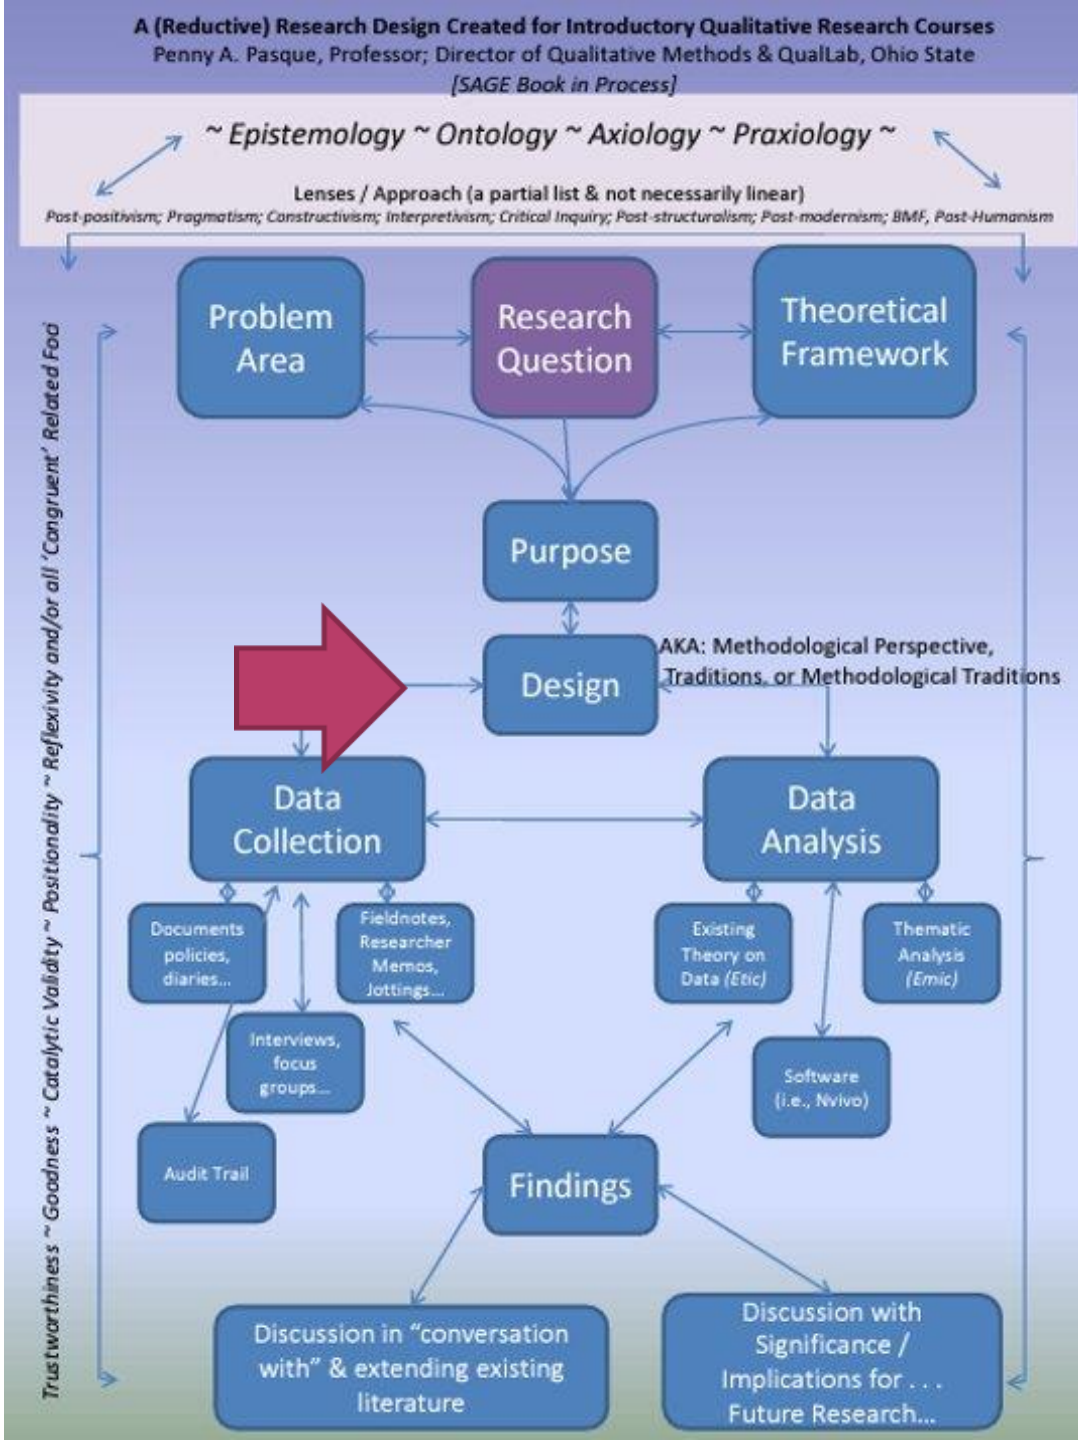 A (Reductive) Research Design Created for Introductory Qualitative Research Courses
Penny A. Pasque, Professor; Director of Qualitative Methods & QualLab, Ohio State
[SAGE Book in Process]
~ Epistemology ~ Ontology ~ Axiology ~ Praxiology ~
Lenses / Approach (a partial list & not necessarily linear)
Post-positivism; Pragmatism; Constructivism; Interpretivism; Critical Inquiry; Post-structuralism; Post-modernism; BMF, Post-Humanism
Trustworthiness ~ Goodness ~ Catalytic Validity ~ Positionality ~ Reflexivity and/or all 'Congruent' Related Foci
Problem
Area
Research
Question
Theoretical
Framework
Purpose
Design
AKA: Methodological Perspective,
Traditions, or Methodological Traditions
Data
Collection
Data
Analysis
Documents
policies,
diaries...
Fieldnotes,
Researcher
Memos,
Jottings...
Existing
Theory on
Data (Etic)
Thematic
Analysis
(Emic)
Interviews,
focus
groups...
Software
(i.e., Nvivo)
Audit Trail
Findings
Discussion in “conversation
with” & extending existing
literature
Discussion with
Significance /
Implications for . . .
Future Research...